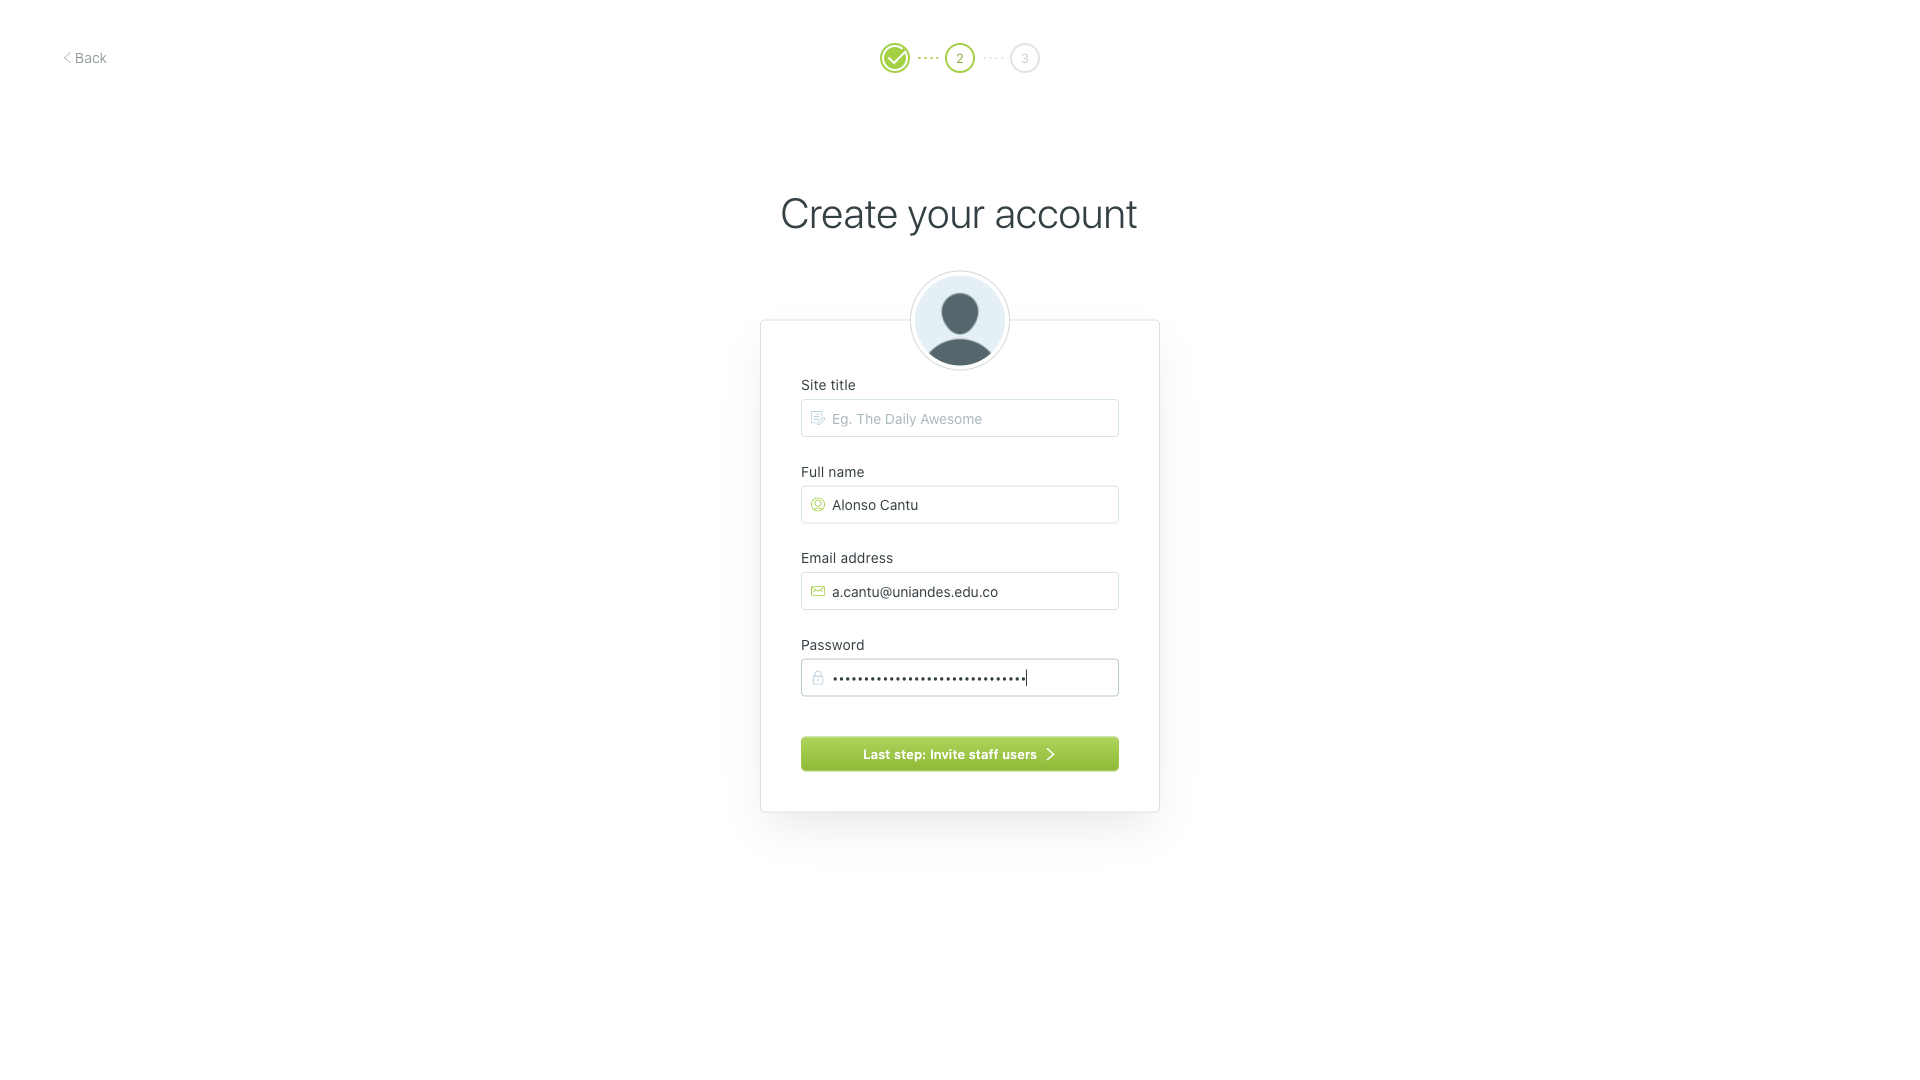 Back
2
3
Create your account
Site title
Eg. The Daily Awesome
Full name
Alonso Cantu
Email address
a.cantu@uniandes.edu.co
Password
•••••••••••••••••••••••••••••••
Last step: Invite staff users